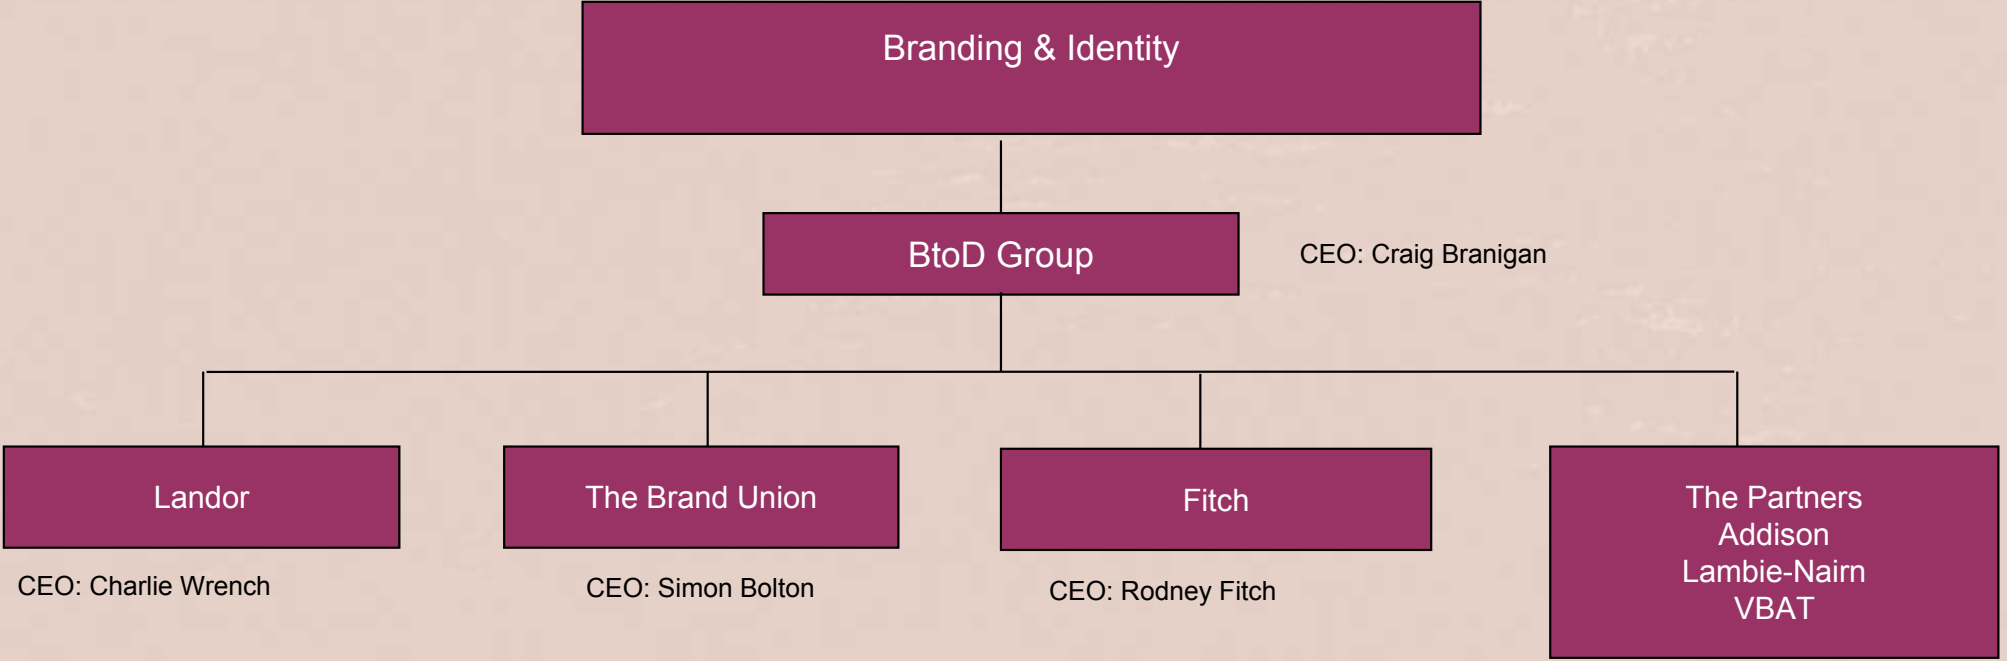 Branding & Identity
BtoD Group
CEO: Craig Branigan
Landor
CEO: Charlie Wrench
The Brand Union
CEO: Simon Bolton
Fitch
CEO: Rodney Fitch
The Partners
Addison
Lambie-Nairn
VBAT